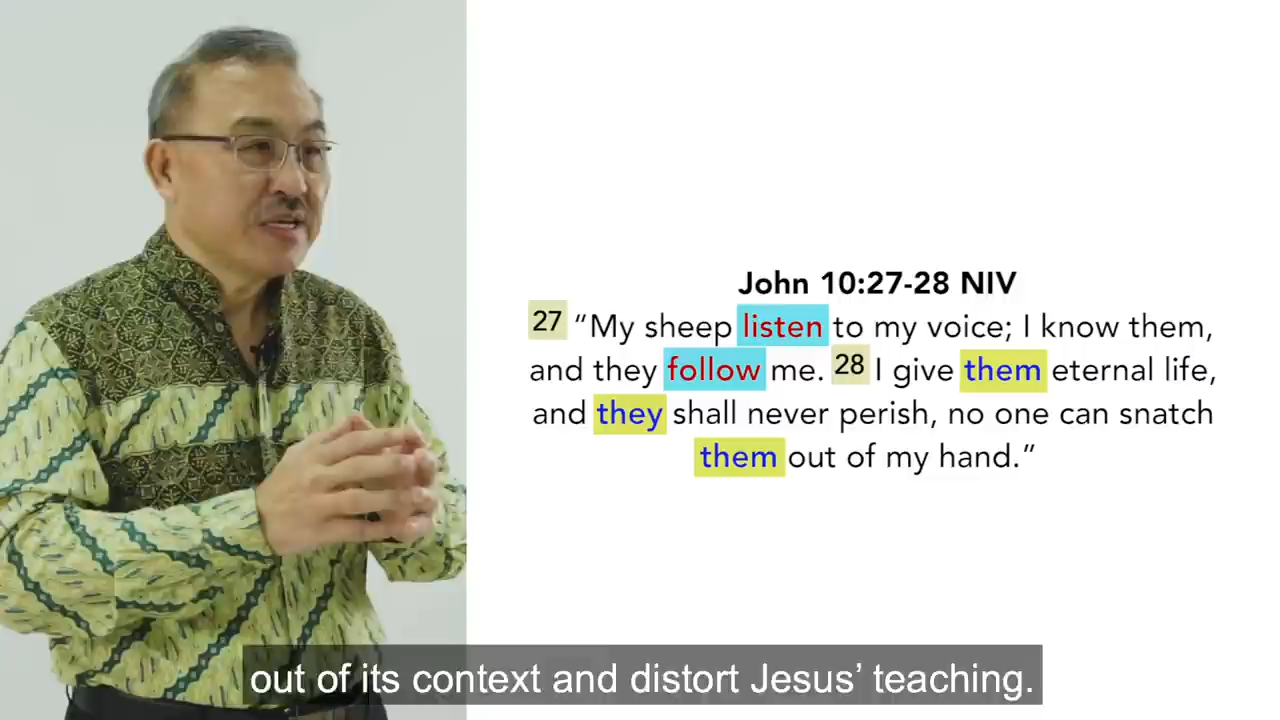 John 10:27-28 NIV
27 “My sheep listen to my voice; I know them,
and they follow me. 28 I give them eternal life,
and they shall never perish, no one can snatch
them out of my hand.”
out of its context and distort Jesus’ teaching.